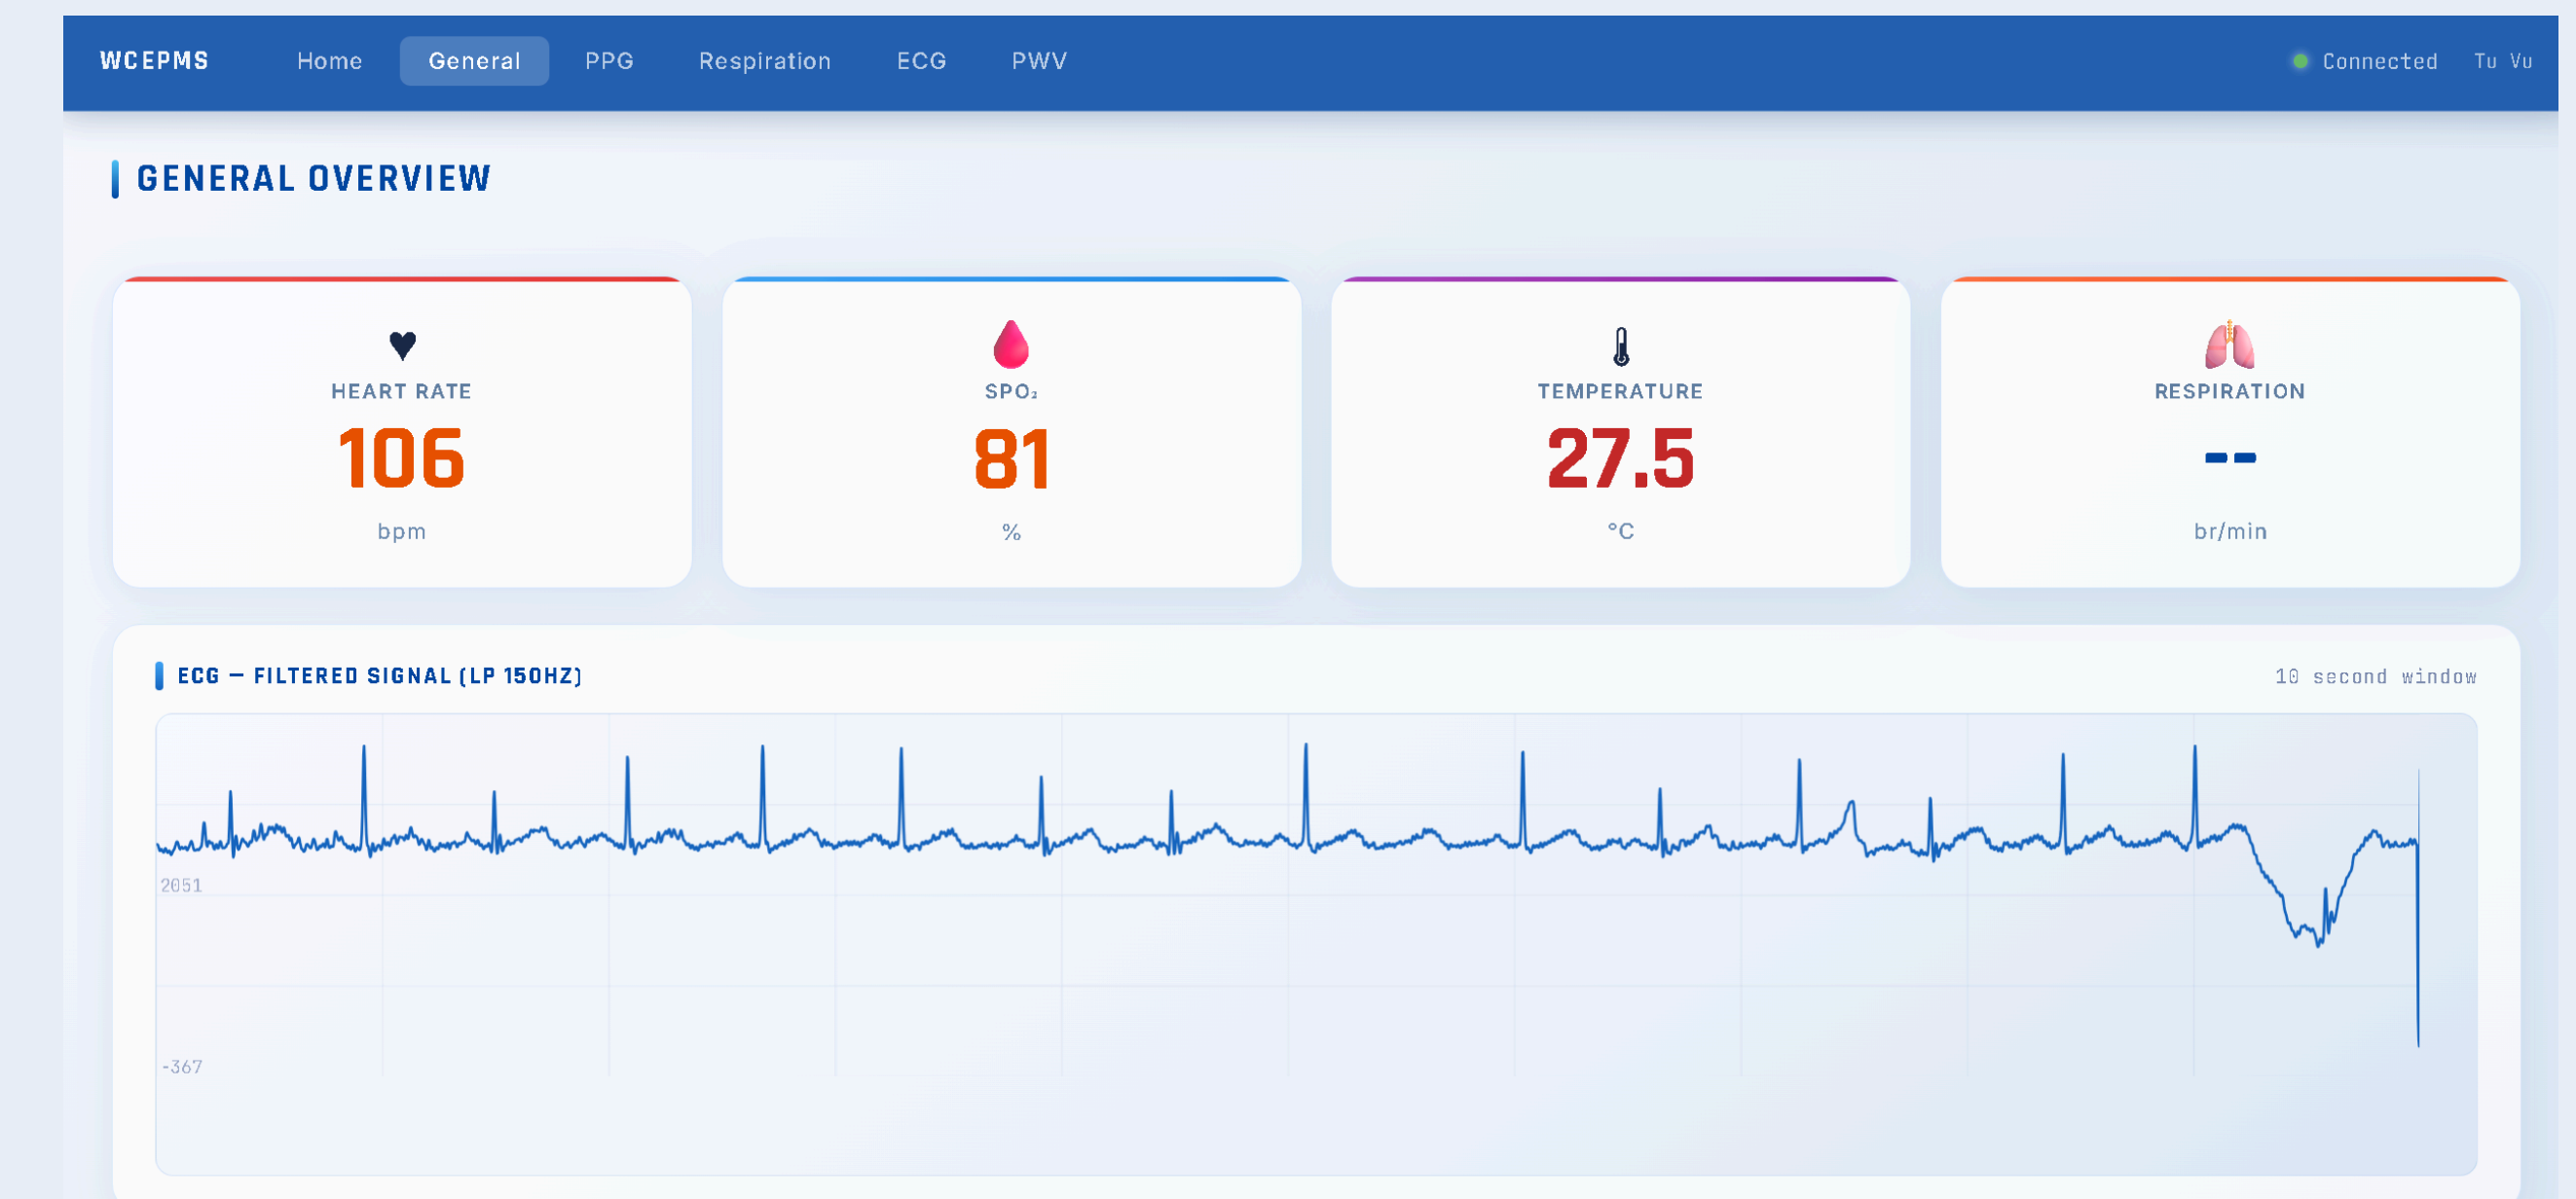 WCEPMS Home General PPG Respiration ECG PWV Connected Tu Vu
GENERAL OVERVIEW
HEART RATE
106
bpm
SPO₂
81
%
TEMPERATURE
27.5
°C
RESPIRATION
--
br/min
ECG — FILTERED SIGNAL (LP 150HZ)
10 second window
2051
-367